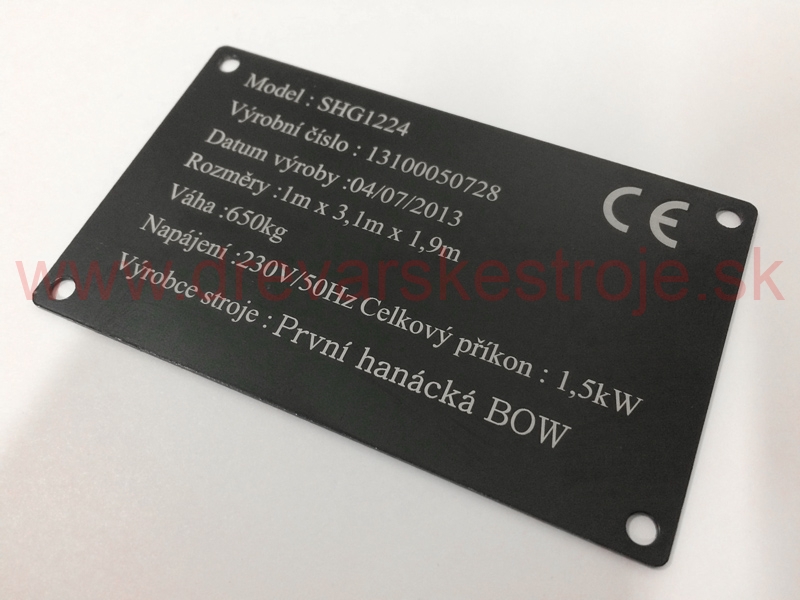 Model : SHG1224
Výrobní číslo : 13100050728
Datum výroby :04/07/2013
Rozměry :1m x 3,1m x 1,9m
Váha :650kg
Napájení :230V/50Hz Celkový příkon : 1,5kW
Výrobce stroje : První hanácká BOW
CE
www.drevarskestroje.sk